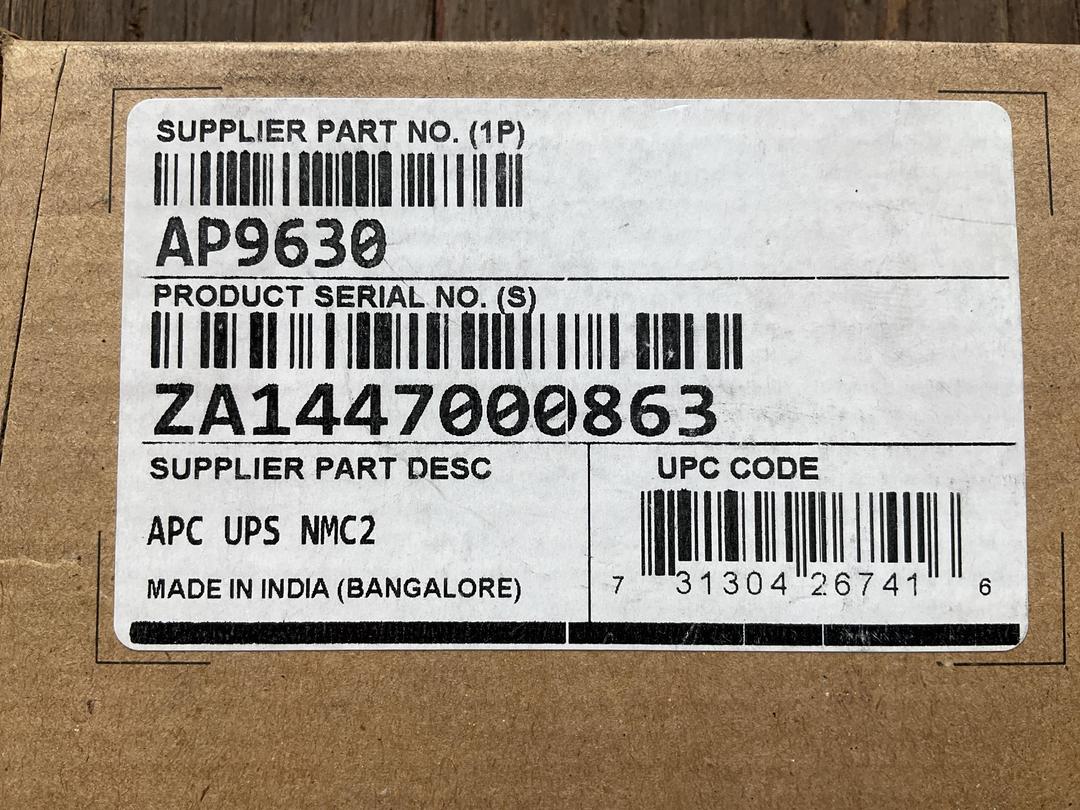 SUPPLIER PART NO. (1P)
AP9630
PRODUCT SERIAL NO. (S)
ZA1447000863
SUPPLIER PART DESC
APC UPS NMC2
MADE IN INDIA (BANGALORE)
UPC CODE
7 31304 26741 6